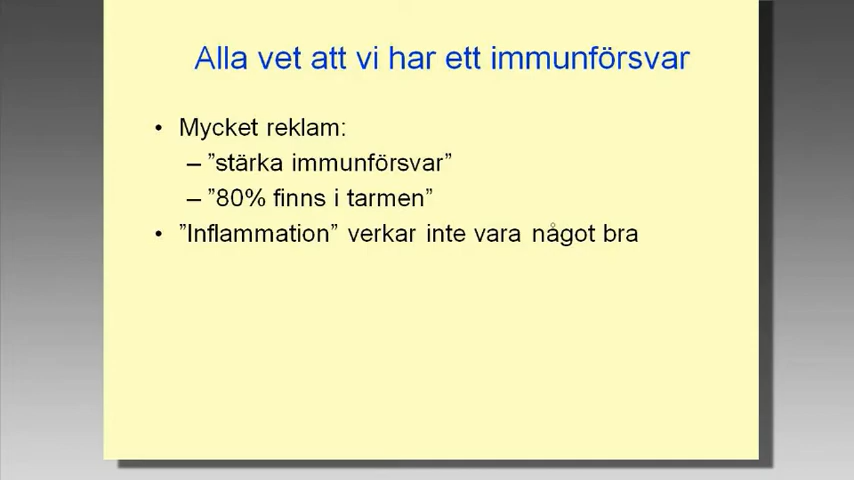 Alla vet att vi har ett immunförsvar
• Mycket reklam:
– ”stärka immunförsvar”
– ”80% finns i tarmen”
• ”Inflammation” verkar inte vara något bra